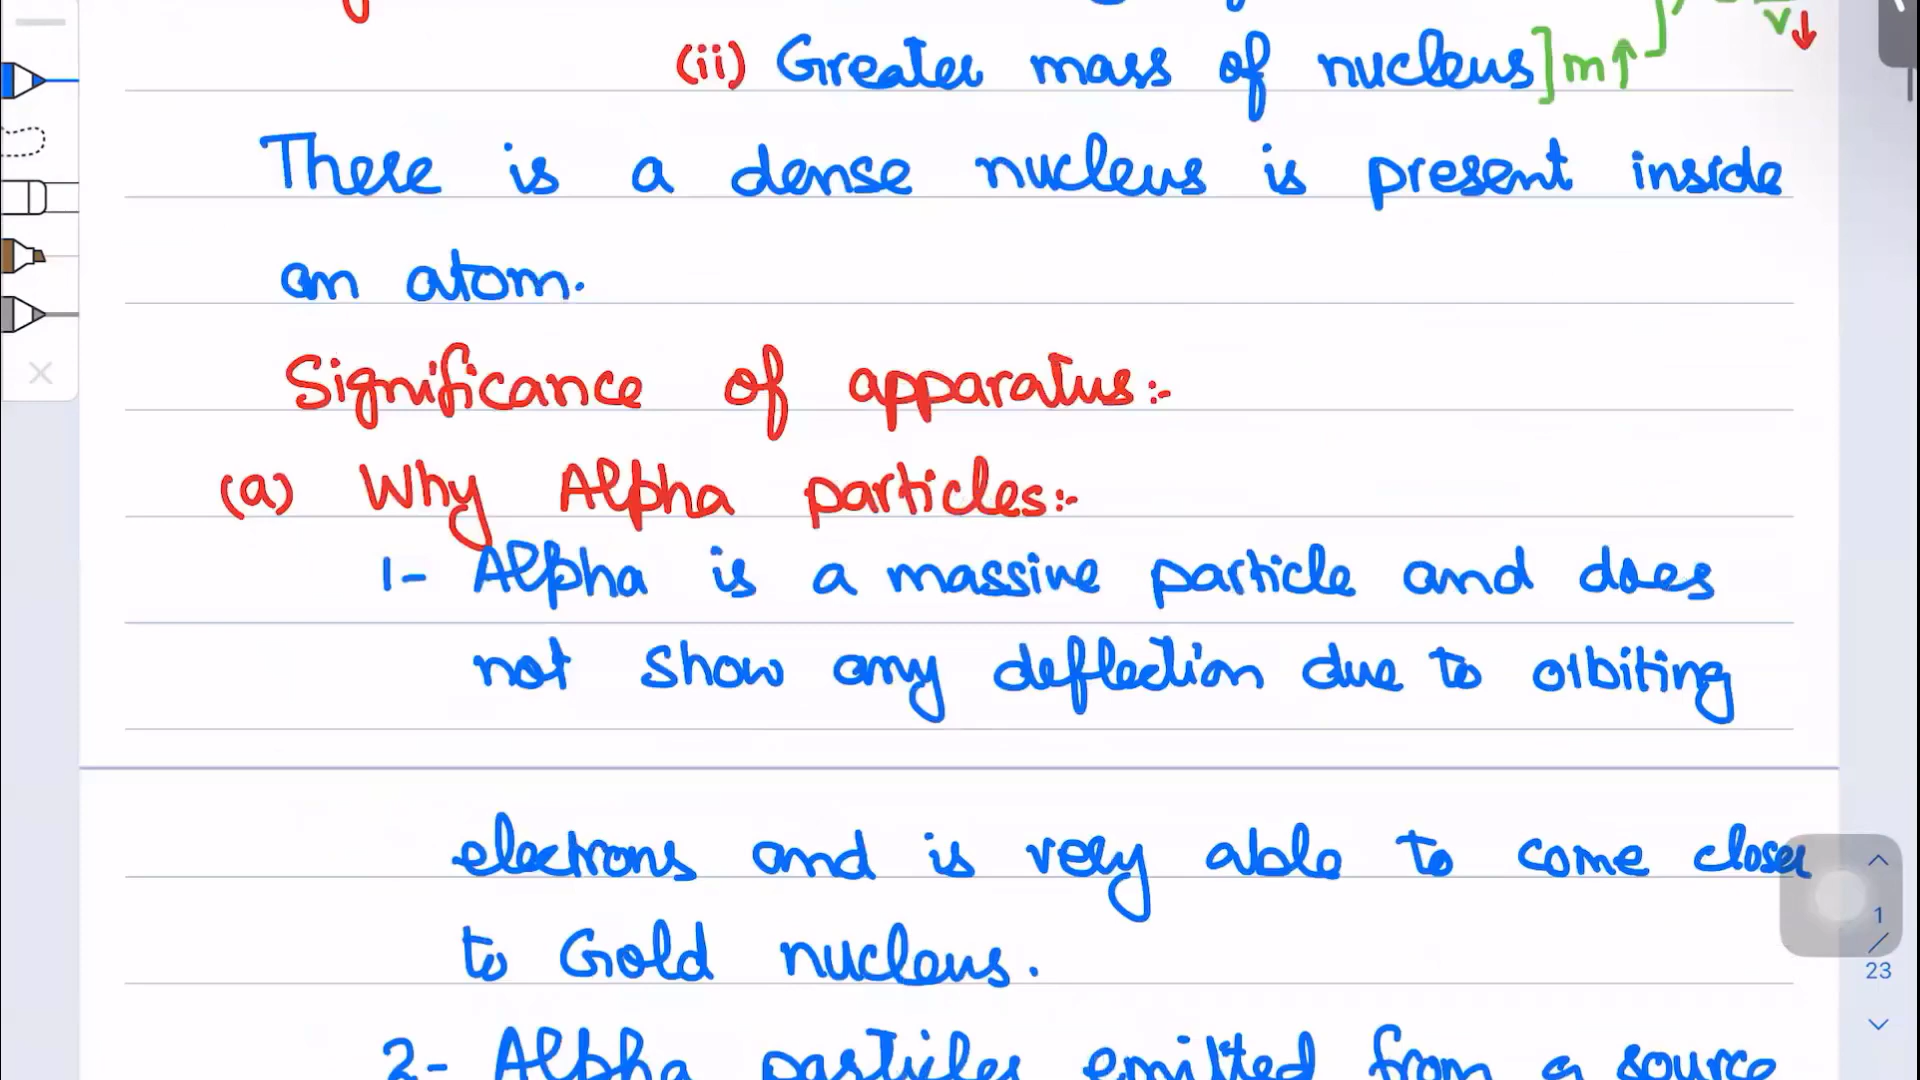 v↓
(ii) Greater mass of nucleus] m↑
There is a dense nucleus is present inside
an atom.
Significance of apparatus:-
(a) Why Alpha particles:-
1- Alpha is a massive particle and does
not show any deflection due to orbiting
electrons and is very able to come closer
to Gold nucleus.
2- Alpha particles emitted from a source
1
/
23